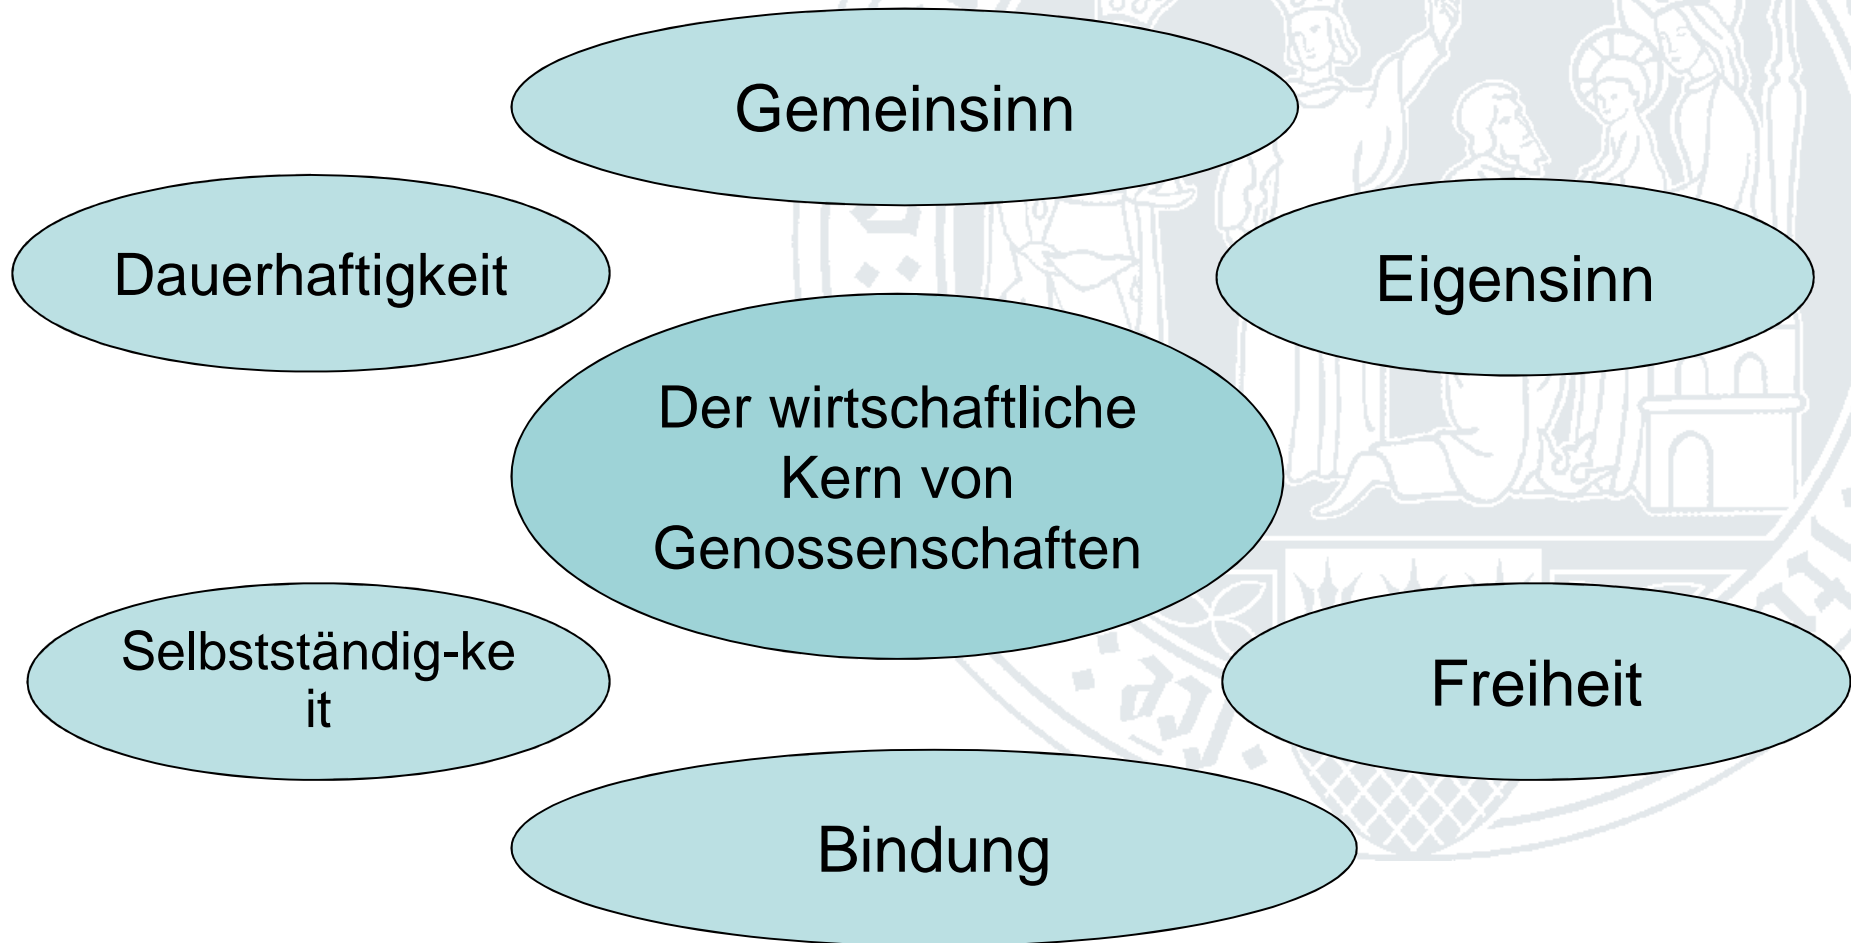 Gemeinsinn
Dauerhaftigkeit
Eigensinn
Der wirtschaftliche
Kern von
Genossenschaften
Selbstständig-ke
it
Freiheit
Bindung